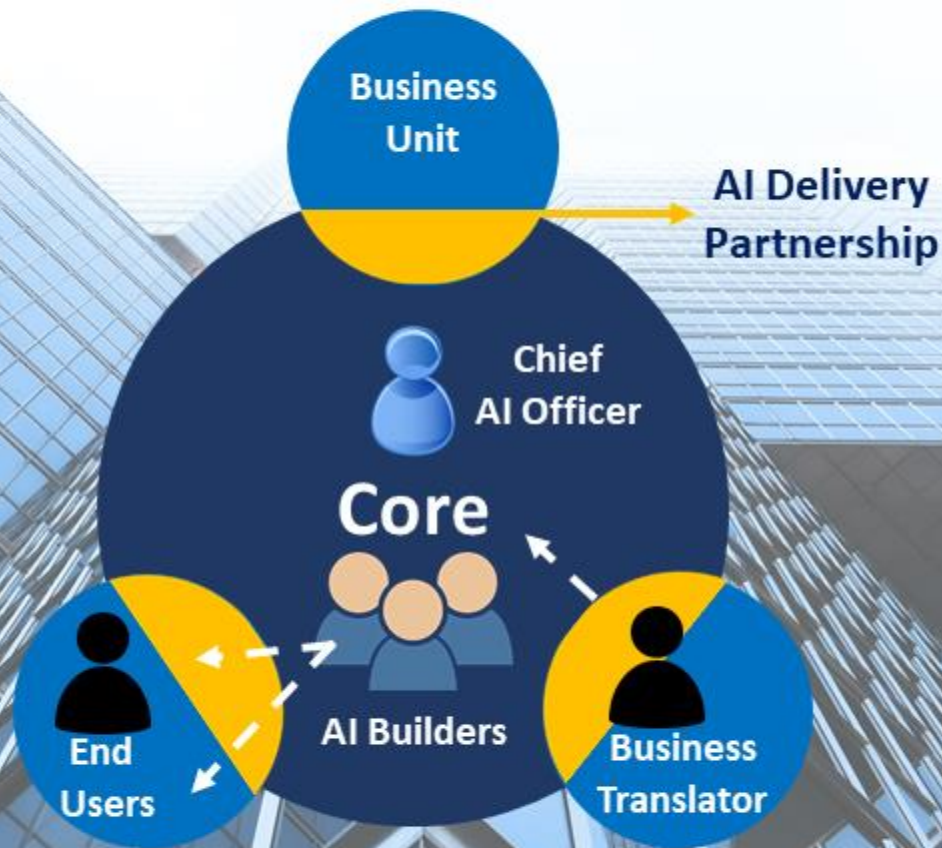 Business
Unit
AI Delivery
Partnership
Chief
AI Officer
Core
AI Builders
End
Users
Business
Translator